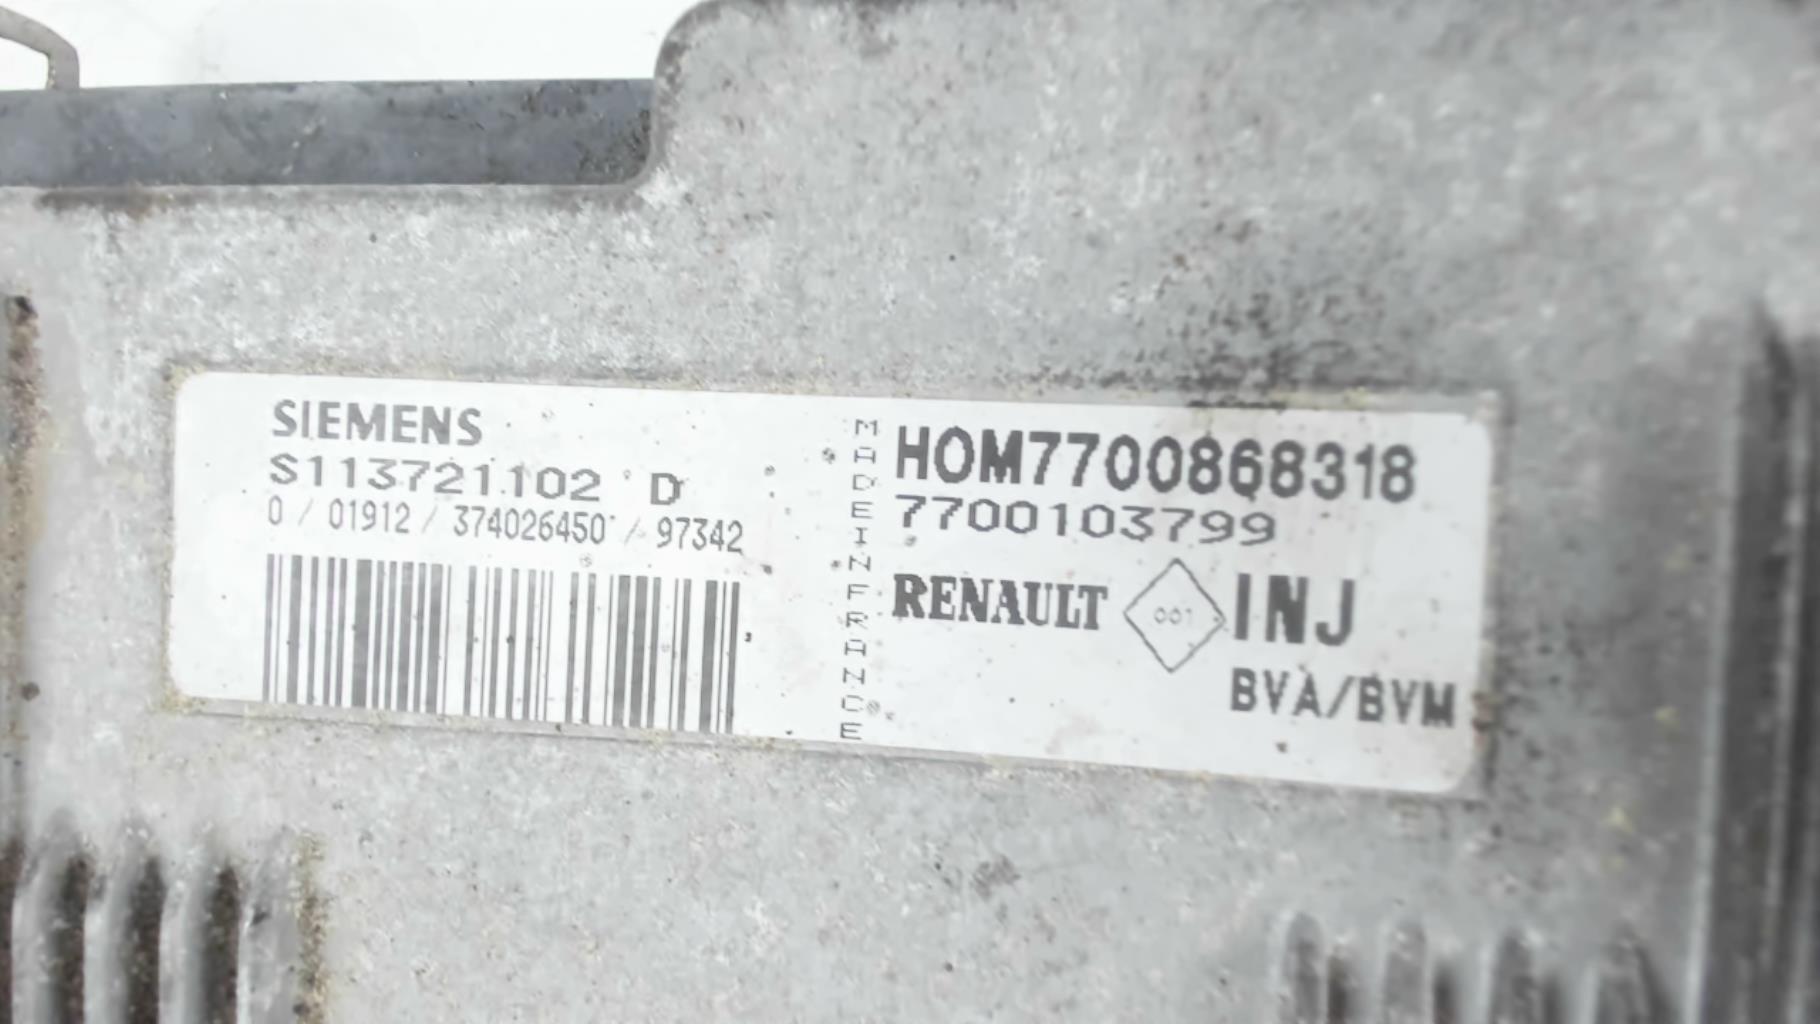 SIEMENS
S113721102 D
0 / 01912 / 374026450 / 97342
MADE IN FRANCE
HOM7700868318
7700103799
RENAULT 001 INJ
BVA/BVM